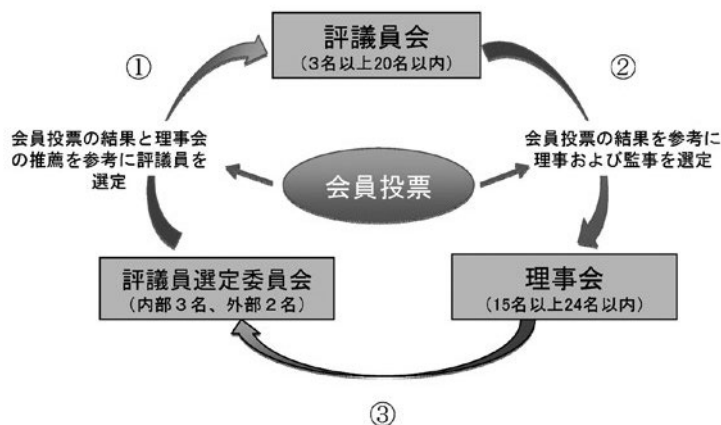 評議員会
(3名以上20名以内)
①
②
会員投票の結果と理事会
の推薦を参考に評議員を
選定
会員投票の結果を参考に
理事および監事を選定
会員投票
評議員選定委員会
(内部3名、外部2名)
理事会
(15名以上24名以内)
③